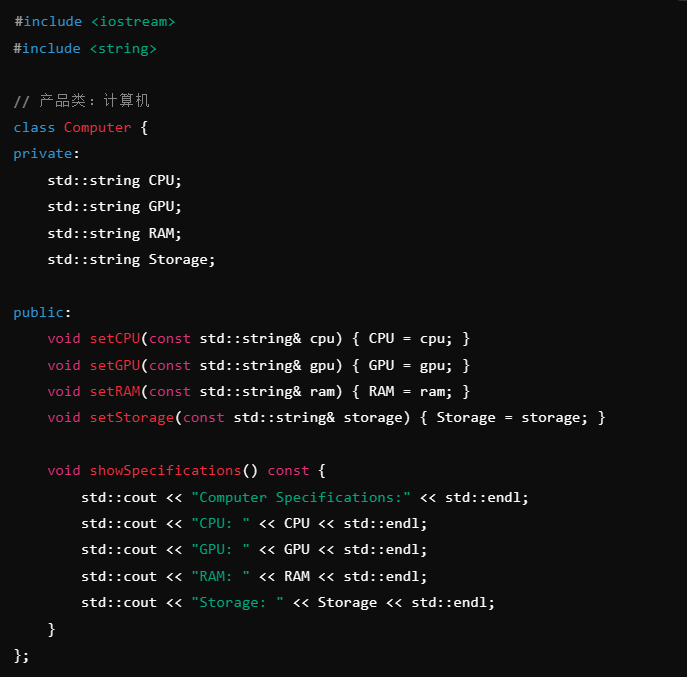 #include <iostream>
#include <string>
// 产品类：计算机
class Computer {
private:
    std::string CPU;
    std::string GPU;
    std::string RAM;
    std::string Storage;
public:
    void setCPU(const std::string& cpu) { CPU = cpu; }
    void setGPU(const std::string& gpu) { GPU = gpu; }
    void setRAM(const std::string& ram) { RAM = ram; }
    void setStorage(const std::string& storage) { Storage = storage; }
    void showSpecifications() const {
        std::cout << "Computer Specifications:" << std::endl;
        std::cout << "CPU: " << CPU << std::endl;
        std::cout << "GPU: " << GPU << std::endl;
        std::cout << "RAM: " << RAM << std::endl;
        std::cout << "Storage: " << Storage << std::endl;
    }
};